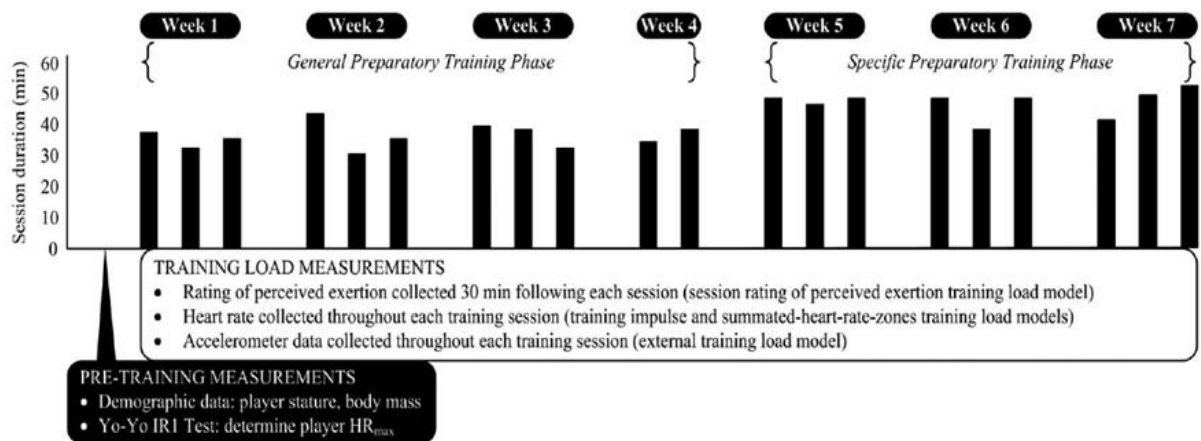 Week 1 Week 2 Week 3 Week 4 Week 5 Week 6 Week 7
General Preparatory Training Phase Specific Preparatory Training Phase
Session duration (min)
60
50
40
30
20
10
0
TRAINING LOAD MEASUREMENTS
• Rating of perceived exertion collected 30 min following each session (session rating of perceived exertion training load model)
• Heart rate collected throughout each training session (training impulse and summated-heart-rate-zones training load models)
• Accelerometer data collected throughout each training session (external training load model)
PRE-TRAINING MEASUREMENTS
• Demographic data: player stature, body mass
• Yo-Yo IR1 Test: determine player HRmax